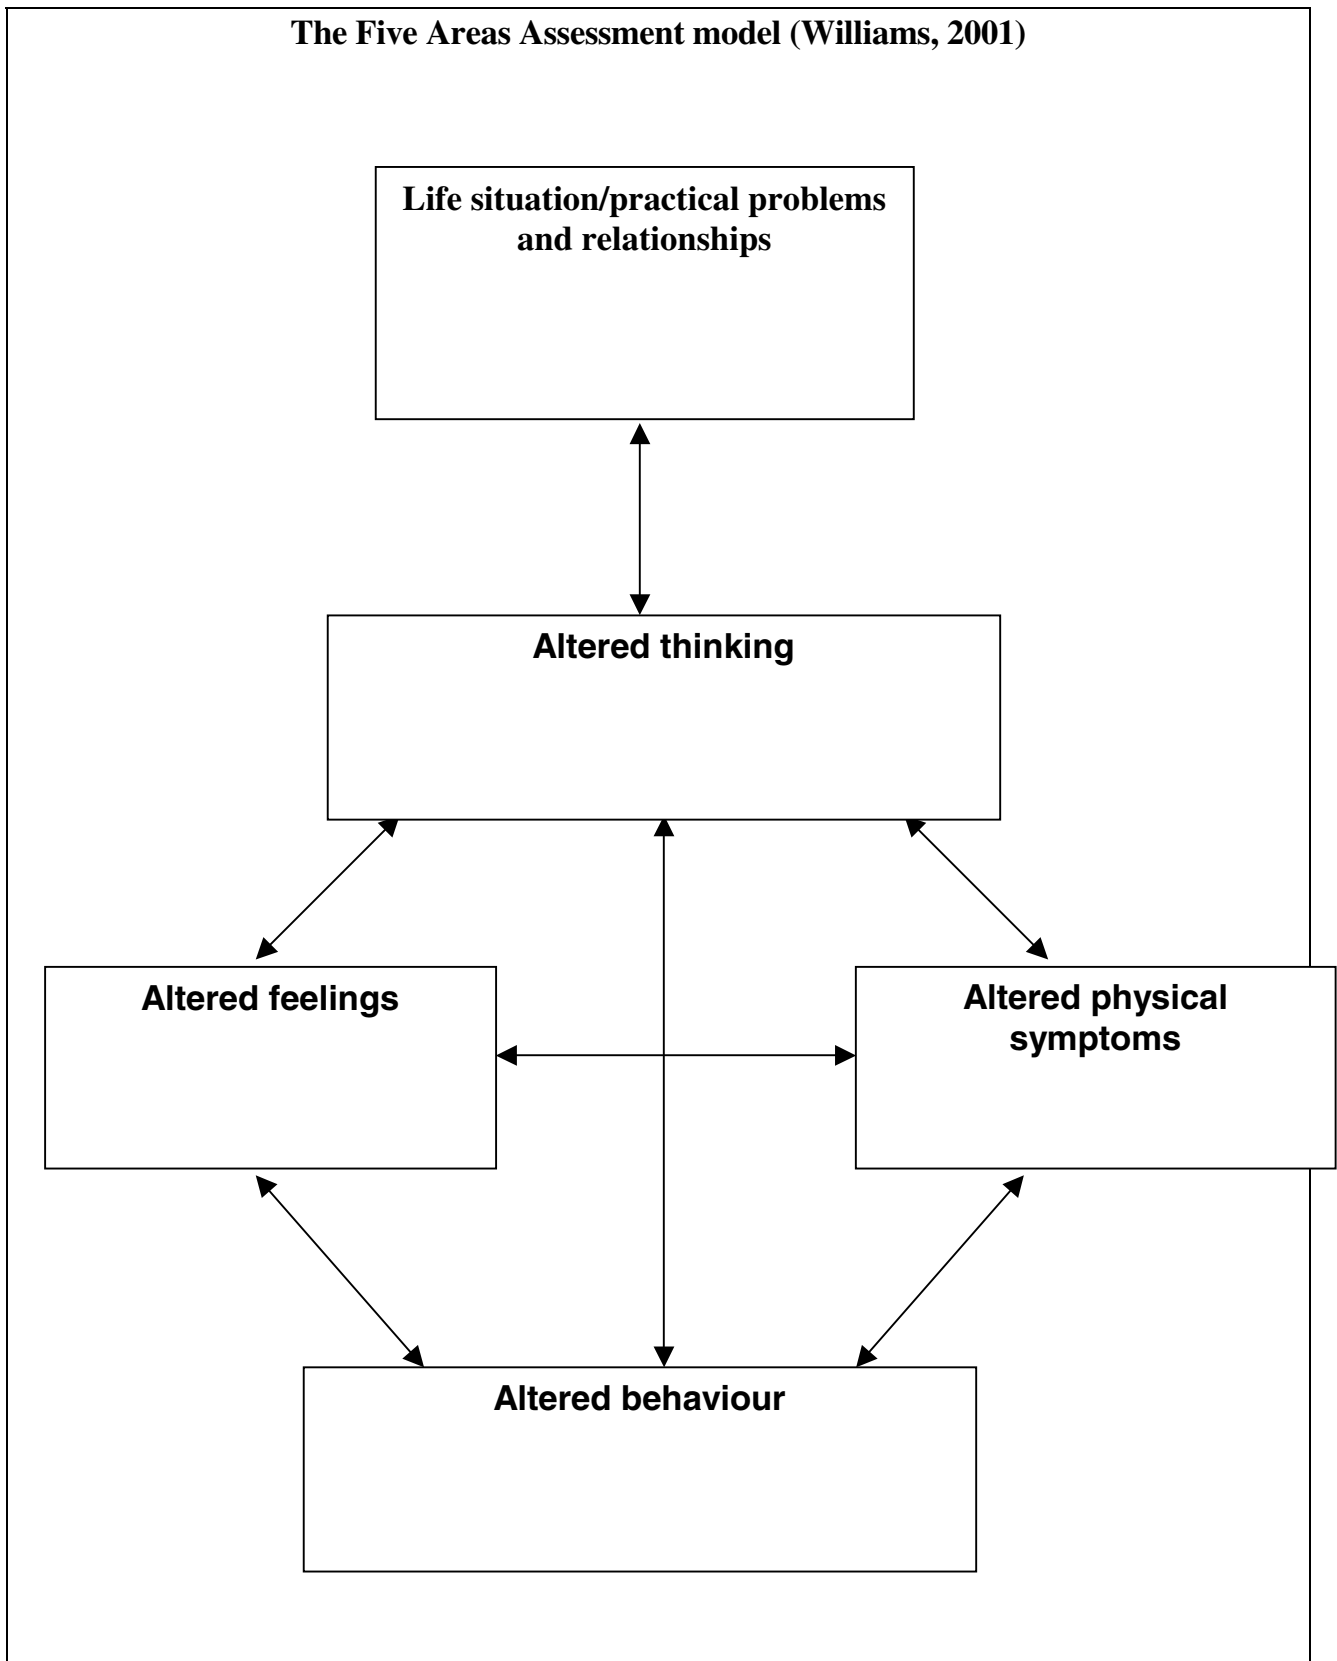 The Five Areas Assessment model (Williams, 2001)
Life situation/practical problems
and relationships
Altered thinking
Altered feelings
Altered physical
symptoms
Altered behaviour